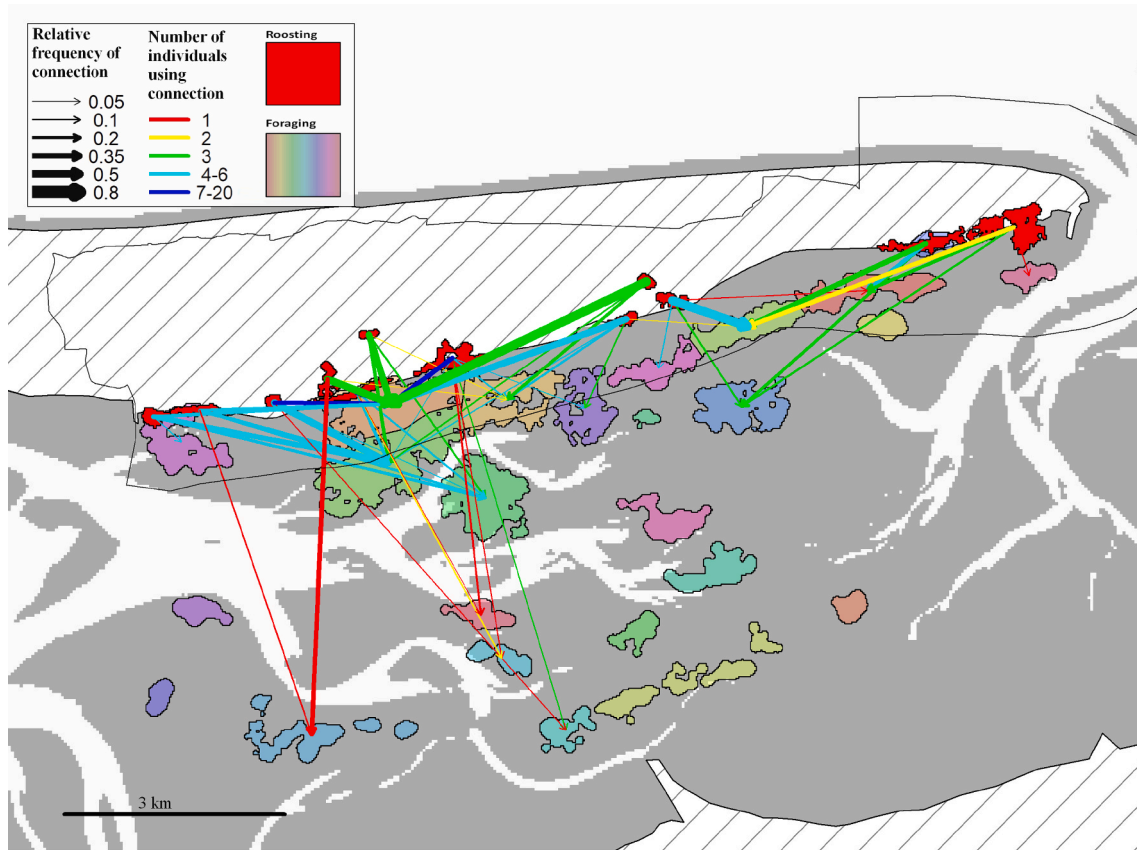 Relative
frequency of
connection
0.05
0.1
0.2
0.35
0.5
0.8
Number of
individuals
using
connection
1
2
3
4-6
7-20
Roosting
Foraging
3 km